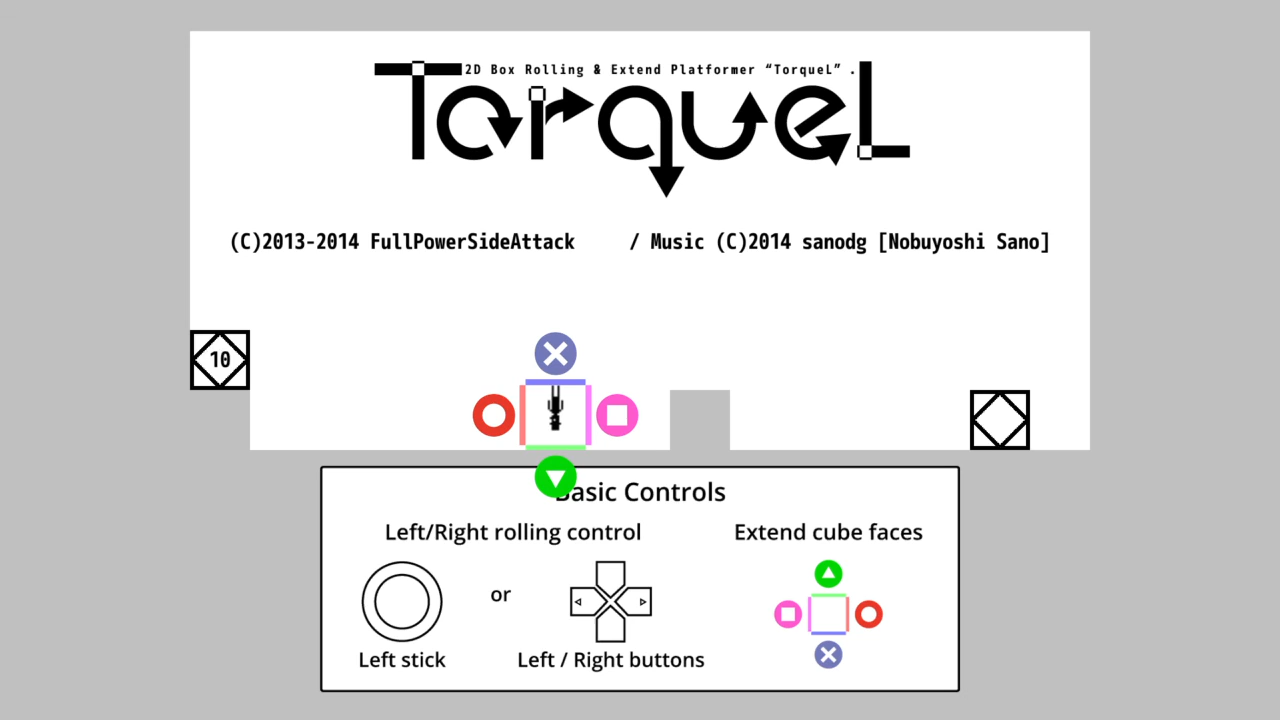 2D Box Rolling & Extend Platformer “TorqueL” .
TorqueL
(C)2013-2014 FullPowerSideAttack / Music (C)2014 sanodg [Nobuyoshi Sano]
10
Basic Controls
Left/Right rolling control Extend cube faces
or
Left stick Left / Right buttons